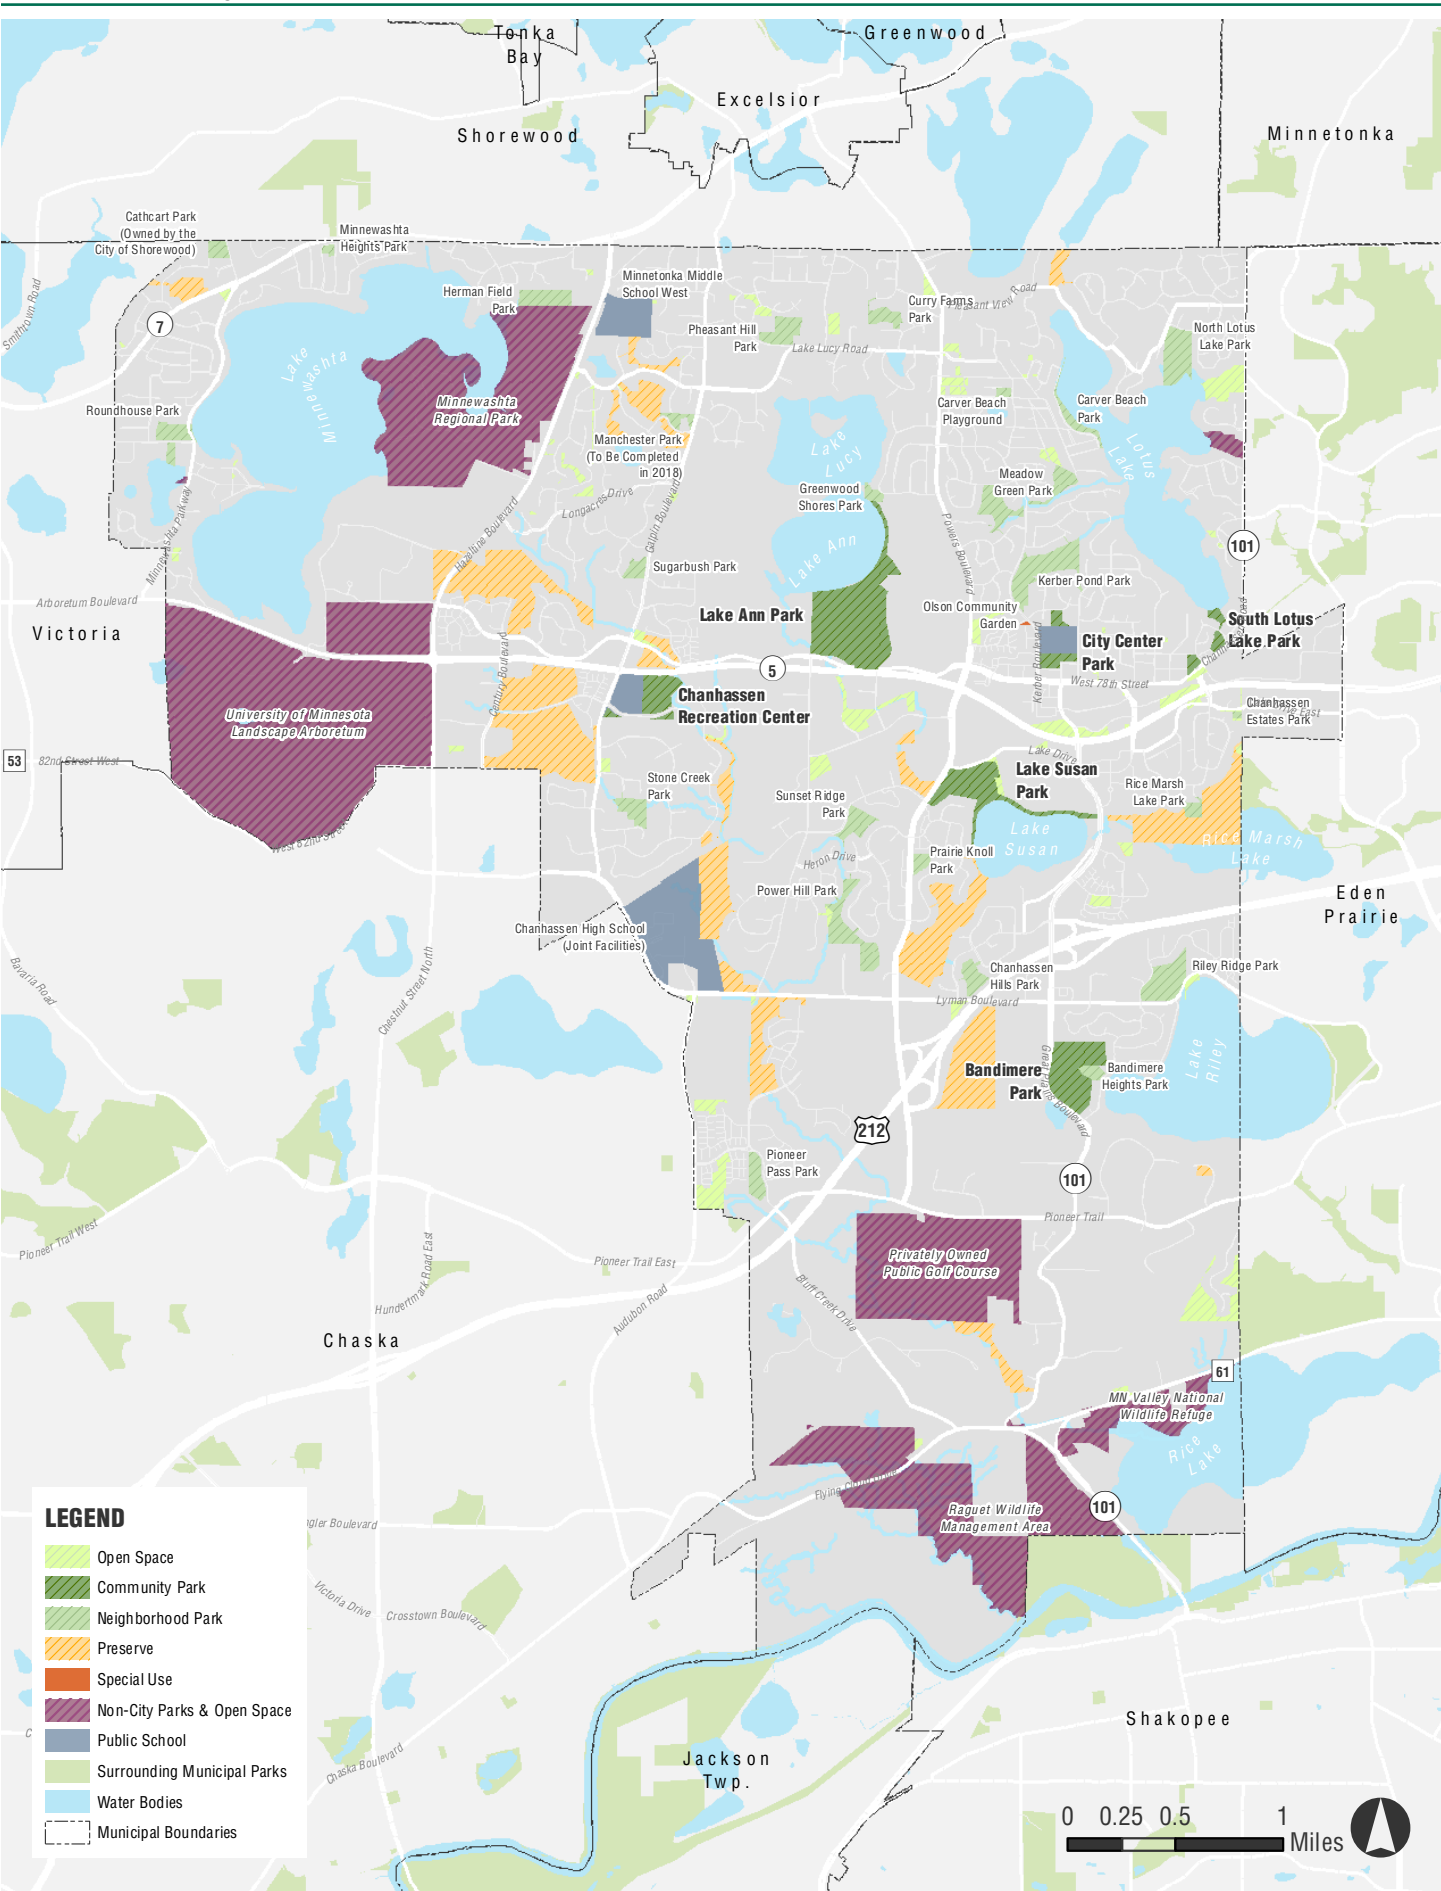 Tonka
Bay
Greenwood
Excelsior
Shorewood
Minnetonka
Cathcart Park
(Owned by the
City of Shorewood)
Minnewashta
Heights Park
Smithtown Road
7
Herman Field
Park
Minnetonka Middle
School West
Pheasant Hill
Park
Lake Lucy Road
Curry Farms
Park
Pleasant View Road
North Lotus
Lake Park
Lake
Minnewashta
Minnewashta
Regional Park
Roundhouse Park
Manchester Park
(To Be Completed
in 2018)
Lake
Lucy
Carver Beach
Playground
Carver Beach
Park
Lotus
Lake
Greenwood
Shores Park
Meadow
Green Park
Longacres Drive
Galpin Boulevard
Hazeltine Boulevard
Minnewashta Parkway
Lake Ann
Powers Boulevard
101
Sugarbush Park
Kerber Pond Park
Arboretum Boulevard
Victoria
Lake Ann Park
Olson Community
Garden
Kerber Boulevard
City Center
Park
South Lotus
Lake Park
West 78th Street
5
Century Boulevard
Chanhassen
Recreation Center
University of Minnesota
Landscape Arboretum
Chanhassen
Estates Park
53
82nd Street West
West 82nd Street
Stone Creek
Park
Sunset Ridge
Park
Lake Drive
Lake Susan
Park
Rice Marsh
Lake Park
Lake
Susan
Rice Marsh
Lake
Heron Drive
Prairie Knoll
Park
Power Hill Park
Eden
Prairie
Chanhassen High School
(Joint Facilities)
Bavaria Road
Chestnut Street North
Chanhassen
Hills Park
Riley Ridge Park
Lyman Boulevard
Lake
Riley
Bandimere
Park
Great Plains Boulevard
Bandimere
Heights Park
212
Pioneer
Pass Park
101
Pioneer Trail
Pioneer Trail West
Hundertmark Road East
Pioneer Trail East
Audubon Road
Privately Owned
Public Golf Course
Bluff Creek Drive
Chaska
61
MN Valley National
Wildlife Refuge
Rice
Lake
Flying Cloud Drive
Raguet Wildlife
Management Area
101
LEGEND
Open Space
Community Park
Neighborhood Park
Preserve
Special Use
Non-City Parks & Open Space
Public School
Surrounding Municipal Parks
Water Bodies
Municipal Boundaries
Boulevard
Victoria Drive
Crosstown Boulevard
Chaska Boulevard
Shakopee
Jackson
Twp.
0 0.25 0.5 1
Miles